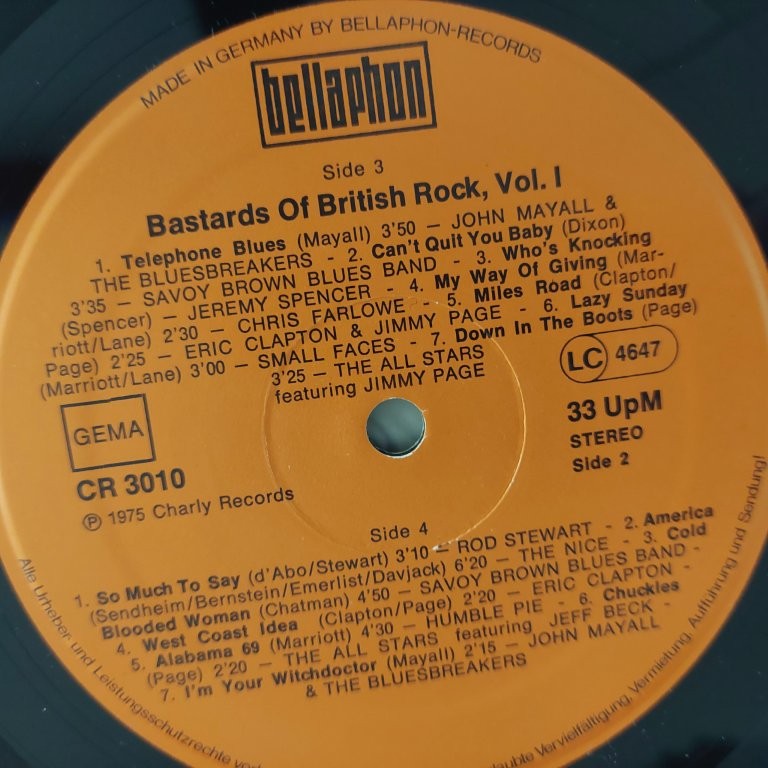 MADE IN GERMANY BY BELLAPHON-RECORDS
bellaphon
Side 3
Bastards Of British Rock, Vol. I
1. Telephone Blues (Mayall) 3'50 – JOHN MAYALL &
THE BLUESBREAKERS - 2. Can't Quit You Baby (Dixon)
3'35 – SAVOY BROWN BLUES BAND - 3. Who's Knocking
(Spencer) – JEREMY SPENCER - 4. My Way Of Giving (Mar-
riott/Lane) 2'30 – CHRIS FARLOWE - 5. Miles Road (Clapton/
Page) 2'25 – ERIC CLAPTON & JIMMY PAGE - 6. Lazy Sunday
(Marriott/Lane) 3'00 – SMALL FACES - 7. Down In The Boots (Page)
3'25 – THE ALL STARS
featuring JIMMY PAGE
LC 4647
GEMA
33 UpM
STEREO
Side 2
CR 3010
℗ 1975 Charly Records
Side 4
1. So Much To Say (d'Abo/Stewart) 3'10 – ROD STEWART - 2. America
(Sendheim/Bernstein/Emerlist/Davjack) 6'20 – THE NICE - 3. Cold
Blooded Woman (Chatman) 4'50 – SAVOY BROWN BLUES BAND -
4. West Coast Idea (Clapton/Page) 2'20 – ERIC CLAPTON -
5. Alabama 69 (Marriott) 4'30 – HUMBLE PIE - 6. Chuckles
(Page) 2'20 – THE ALL STARS featuring JEFF BECK -
7. I'm Your Witchdoctor (Mayall) 2'15 – JOHN MAYALL
& THE BLUESBREAKERS
Alle Urheber- und Leistungsschutzrechte
Vervielfältigung, Vermietung, Aufführung und Sendung!